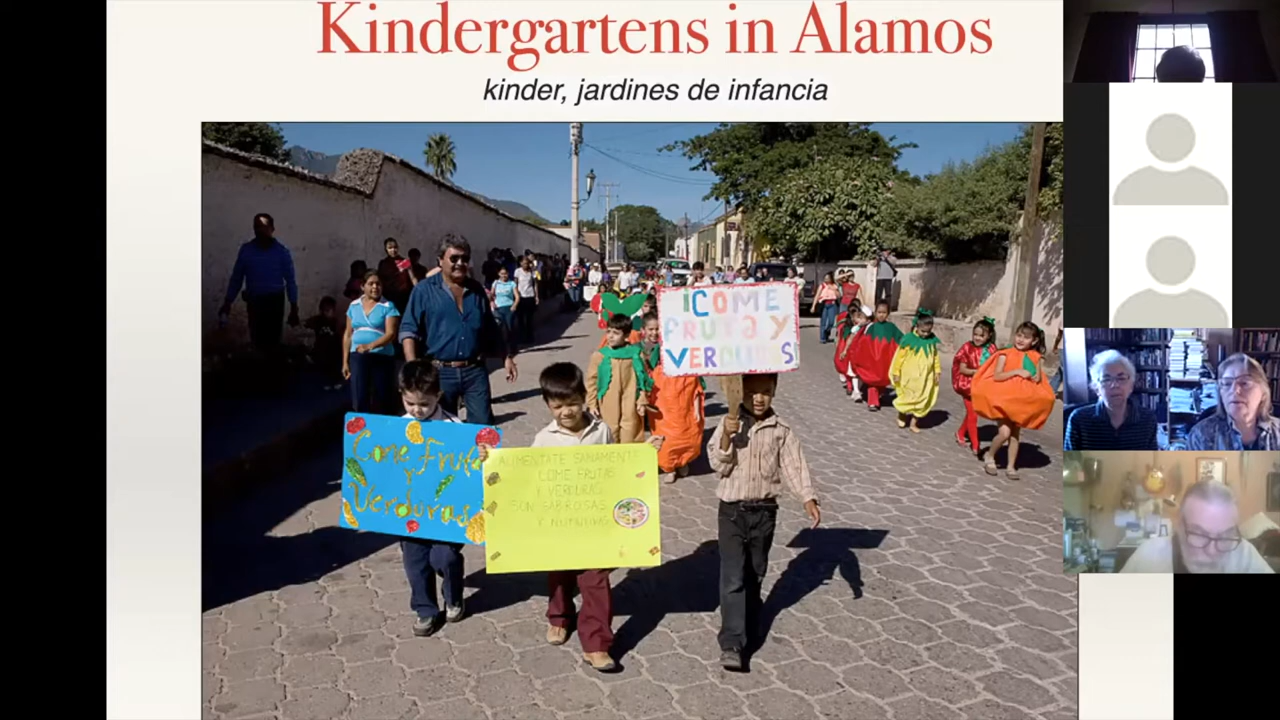 Kindergartens in Alamos
kinder, jardines de infancia
¡COME
FRUTA Y
VERDURAS
Come Fruta
y
Verduras
ALIMENTATE SANAMENTE
COME FRUTAS
Y VERDURAS
SON SABROSAS
Y NUTRITIVAS